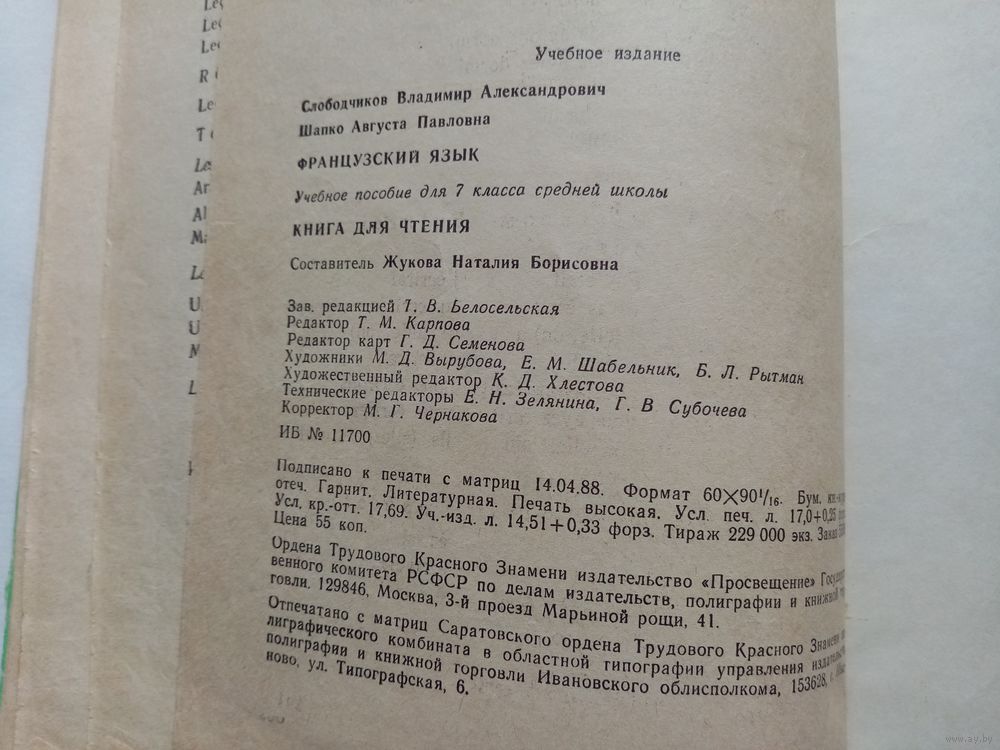 Учебное издание
Слободчиков Владимир Александрович
Шапко Августа Павловна
ФРАНЦУЗСКИЙ ЯЗЫК
Учебное пособие для 7 класса средней школы
КНИГА ДЛЯ ЧТЕНИЯ
Составитель Жукова Наталия Борисовна
Зав. редакцией Т. В. Белосельская
Редактор Т. М. Карпова
Редактор карт Г. Д. Семенова
Художники М. Д. Вырубова, Е. М. Шабельник, Б. Л. Рытман
Художественный редактор К. Д. Хлестова
Технические редакторы Е. Н. Зелянина, Г. В Субочева
Корректор М. Г. Чернакова
ИБ № 11700
Подписано к печати с матриц 14.04.88. Формат 60×90¹/₁₆. Бум.
отеч. Гарнит. Литературная. Печать высокая. Усл. печ. л. 17,0+0,25
Усл. кр.-отт. 17,69. Уч.-изд. л. 14,51+0,33 форз. Тираж 229 000 экз. Заказ
Цена 55 коп.
Ордена Трудового Красного Знамени издательство «Просвещение»
венного комитета РСФСР по делам издательств, полиграфии и книжной
говли. 129846, Москва, 3-й проезд Марьиной рощи, 41.
Отпечатано с матриц Саратовского ордена Трудового Красного Знамени
лиграфического комбината в областной типографии управления
полиграфии и книжной торговли Ивановского облисполкома, 153628,
ново, ул. Типографская, 6.
www.ay.by